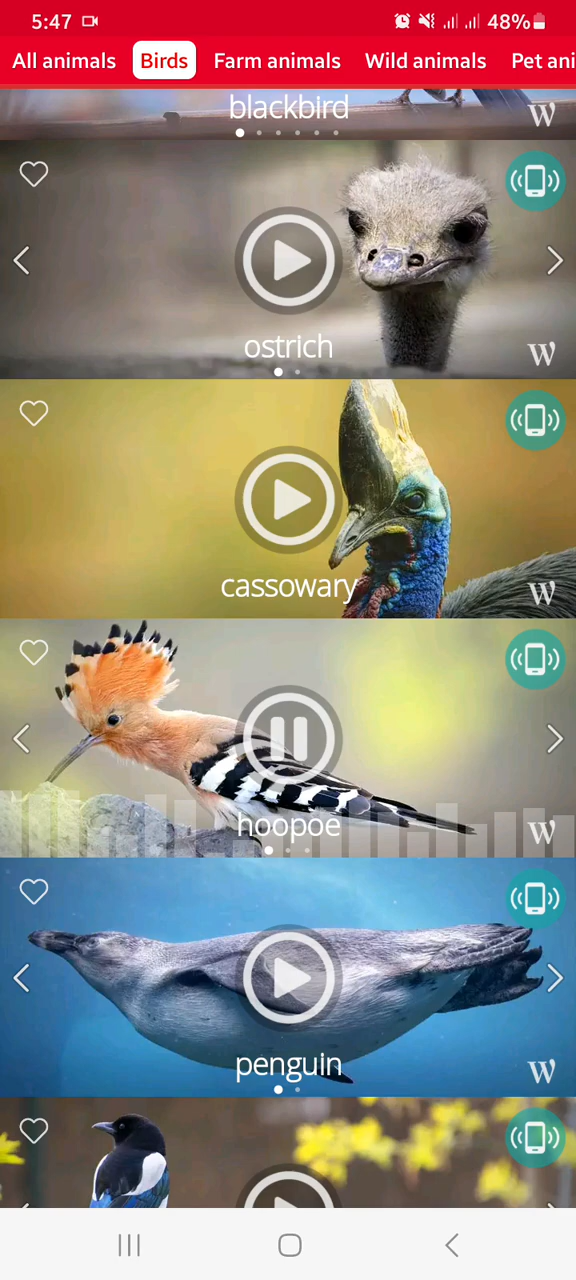 5:47 48%
All animals Birds Farm animals Wild animals Pet ani
blackbird
W
ostrich
W
cassowary
W
hoopoe
W
penguin
W